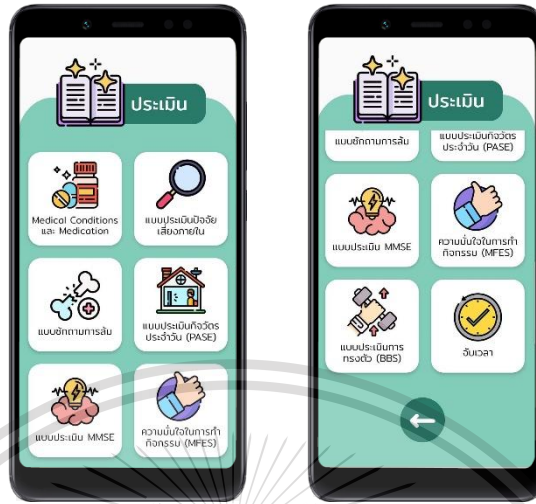 ประเมิน
Medical Conditions
และ Medication
แบบประเมินปัจจัย
เสี่ยงภายใน
แบบซักถามการล้ม
แบบประเมินกิจวัตร
ประจำวัน (PASE)
แบบประเมิน MMSE
ความมั่นใจในการทำ
กิจกรรม (MFES)
ประเมิน
แบบซักถามการล้ม
แบบประเมินกิจวัตร
ประจำวัน (PASE)
แบบประเมิน MMSE
ความมั่นใจในการทำ
กิจกรรม (MFES)
แบบประเมินการ
ทรงตัว (BBS)
จับเวลา